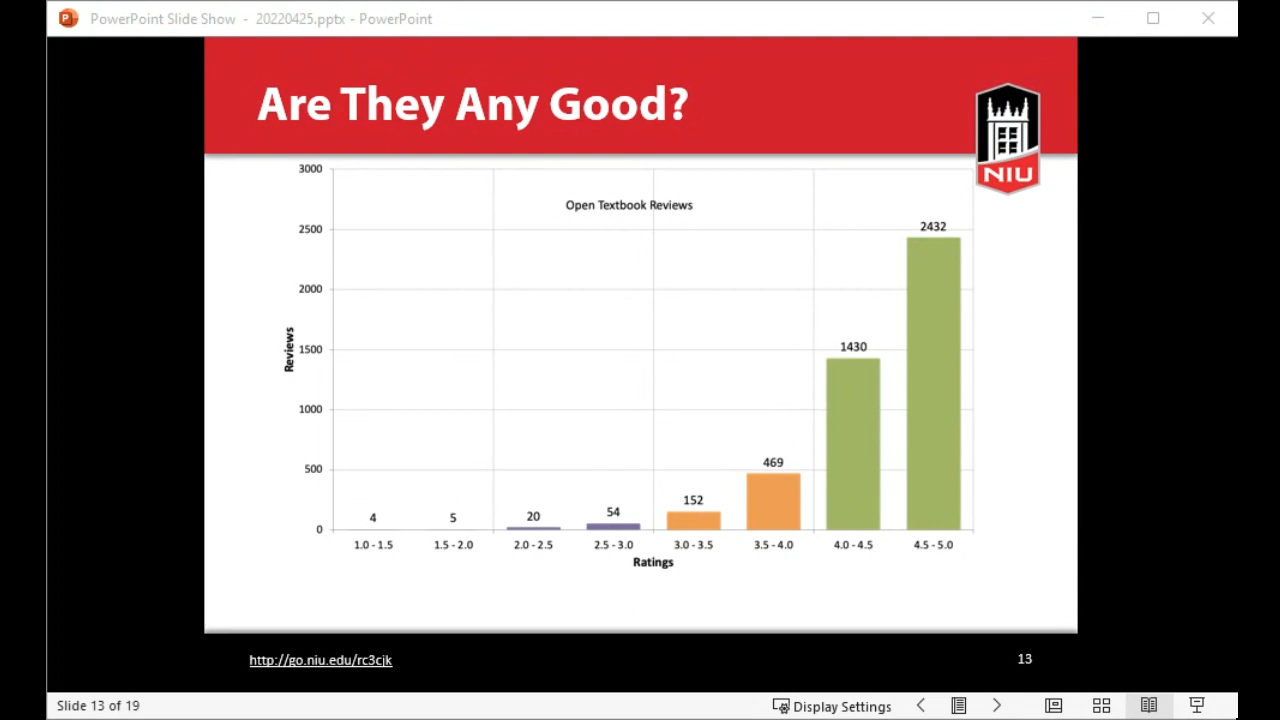 PowerPoint Slide Show - 20220425.pptx - PowerPoint
Are They Any Good?
NIU
Open Textbook Reviews
3000
2500
2000
1500
1000
500
0
Reviews
4
5
20
54
152
469
1430
2432
1.0 - 1.5
1.5 - 2.0
2.0 - 2.5
2.5 - 3.0
3.0 - 3.5
3.5 - 4.0
4.0 - 4.5
4.5 - 5.0
Ratings
http://go.niu.edu/rc3cjk
13
Slide 13 of 19
Display Settings